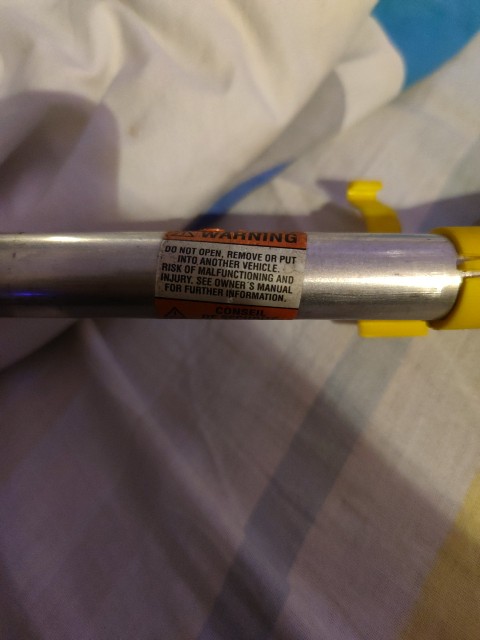 WARNING
DO NOT OPEN, REMOVE OR PUT
INTO ANOTHER VEHICLE.
RISK OF MALFUNCTIONING AND
INJURY. SEE OWNER'S MANUAL
FOR FURTHER INFORMATION.
CONSEIL